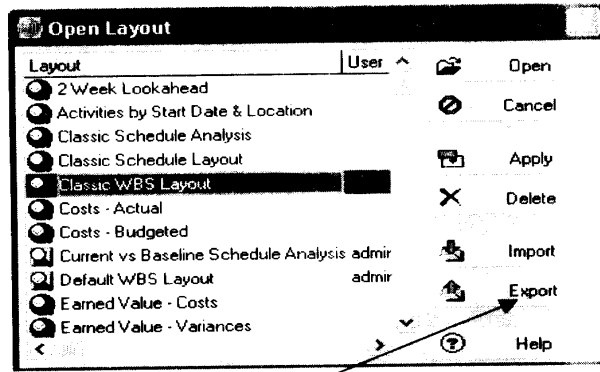 Open Layout
Layout User
2 Week Lookahead
Activities by Start Date & Location
Classic Schedule Analysis
Classic Schedule Layout
Classic WBS Layout
Costs - Actual
Costs - Budgeted
Current vs Baseline Schedule Analysis admir
Default WBS Layout admir
Earned Value - Costs
Earned Value - Variances
Open
Cancel
Apply
Delete
Import
Export
Help